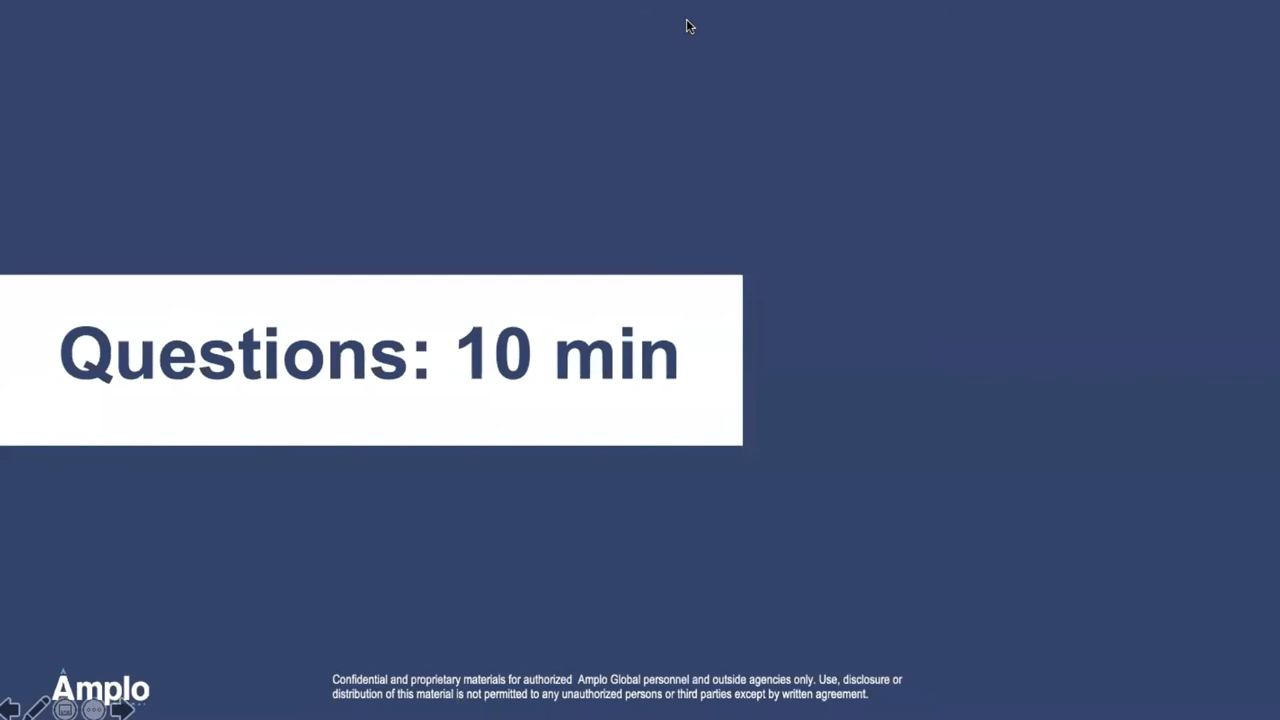 Questions: 10 min
Amplo
Confidential and proprietary materials for authorized Amplo Global personnel and outside agencies only. Use, disclosure or
distribution of this material is not permitted to any unauthorized persons or third parties except by written agreement.